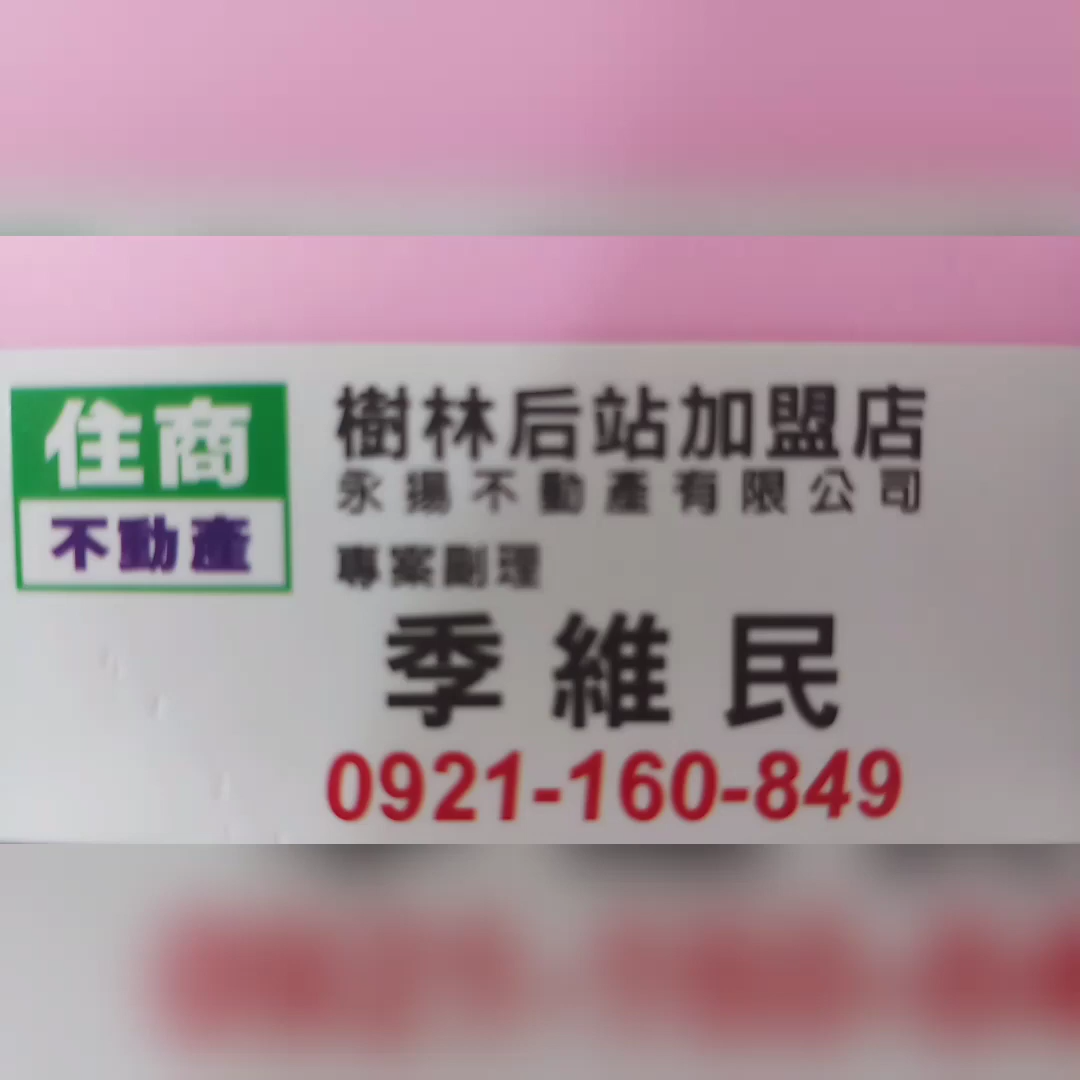 住商
不動產
樹林后站加盟店
永揚不動產有限公司
專案副理
季維民
0921-160-849